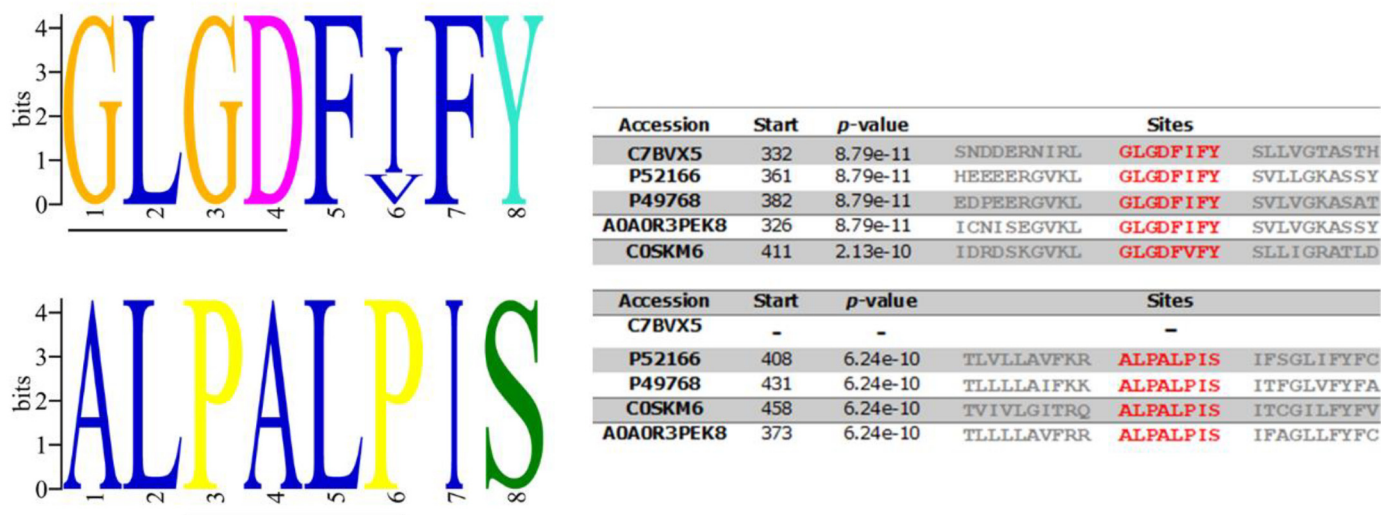 4
3
2
1
0
bits
GLGDFIFY
V
1 2 3 4 5 6 7 8
Accession Start p-value Sites
C7BVX5 332 8.79e-11 SNDDERNIRL GLGDFIFY SLLVGTASTH
P52166 361 8.79e-11 HEEEERGVKL GLGDFIFY SVLLGKASSY
P49768 382 8.79e-11 EDPEERGVKL GLGDFIFY SVLVGKASAT
A0A0R3PEK8 326 8.79e-11 ICNISEGVKL GLGDFIFY SVLVGKASSY
C0SKM6 411 2.13e-10 IDRDSKGVKL GLGDFVFY SLLIGRATLD
4
3
2
1
0
bits
ALPALPIS
1 2 3 4 5 6 7 8
Accession Start p-value Sites
C7BVX5 - - -
P52166 408 6.24e-10 TLVLLAVFKR ALPALPIS IFSGLIFYFC
P49768 431 6.24e-10 TLLLLAIFKK ALPALPIS ITFGLVFYFA
C0SKM6 458 6.24e-10 TVIVLGITRQ ALPALPIS ITCGILFYFV
A0A0R3PEK8 373 6.24e-10 TLLLLAVFRR ALPALPIS IFAGLLFYFC